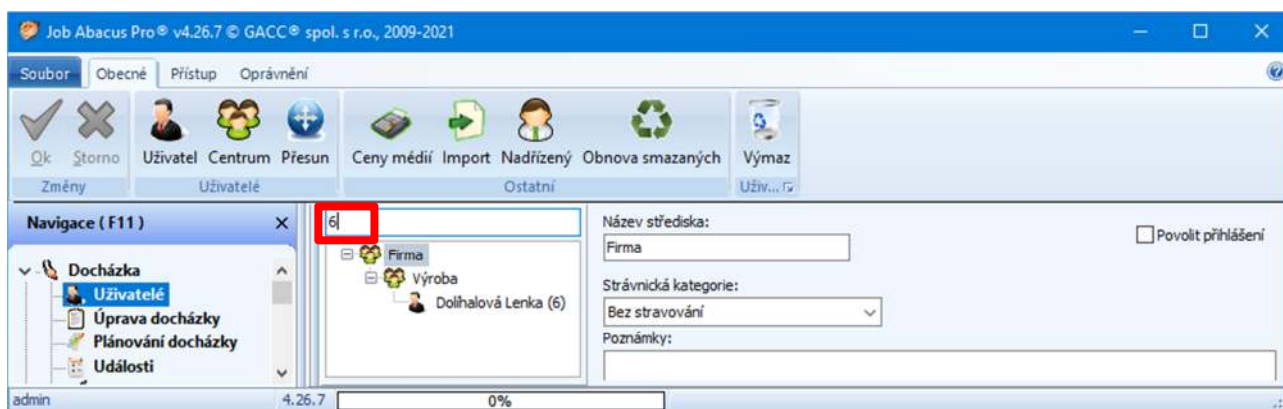 Job Abacus Pro® v4.26.7 © GACC® spol. s r.o., 2009-2021
Soubor Obecné Přístup Oprávnění
Ok Storno Uživatel Centrum Přesun Ceny médií Import Nadřízený Obnova smazaných Výmaz
Změny Uživatelé Ostatní Uživ...
Navigace ( F11 )
Docházka
Uživatelé
Úprava docházky
Plánování docházky
Události
6
Firma
Výroba
Dolíhalová Lenka (6)
Název střediska:
Firma
Povolit přihlášení
Strávnická kategorie:
Bez stravování
Poznámky:
admin 4.26.7 0%